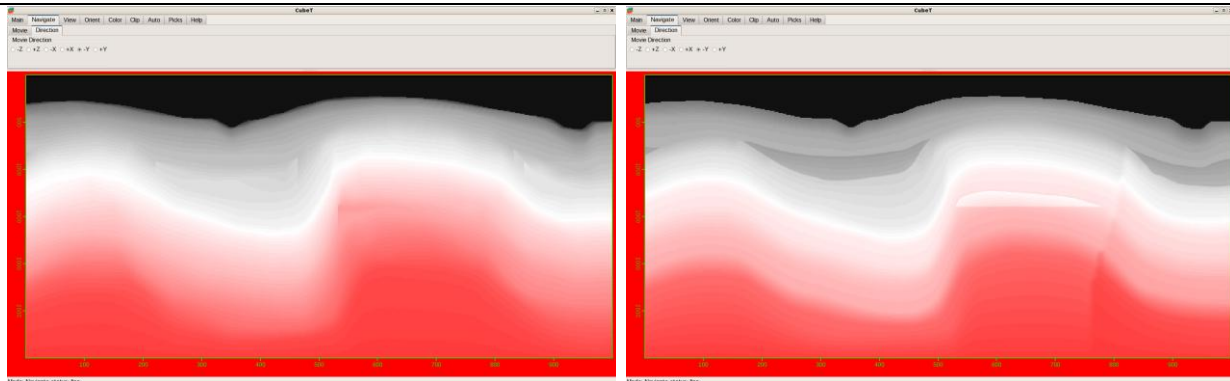 CubeT
Main Navigate View Orient Color Clip Auto Picks Help
Movie Direction
Movie Direction
-Z +Z -X +X -Y +Y
100 200 300 400 500 600 700 800 900
CubeT
Main Navigate View Orient Color Clip Auto Picks Help
Movie Direction
Movie Direction
-Z +Z -X +X -Y +Y
100 200 300 400 500 600 700 800 900